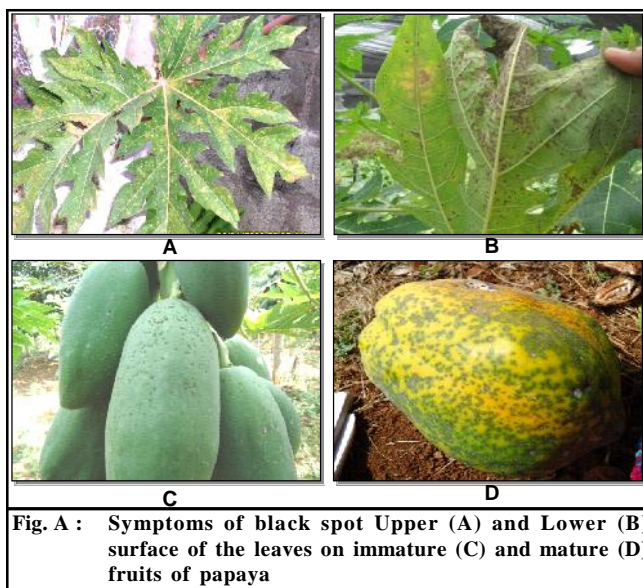 A
B
C
D
Fig. A : Symptoms of black spot Upper (A) and Lower (B)
surface of the leaves on immature (C) and mature (D)
fruits of papaya